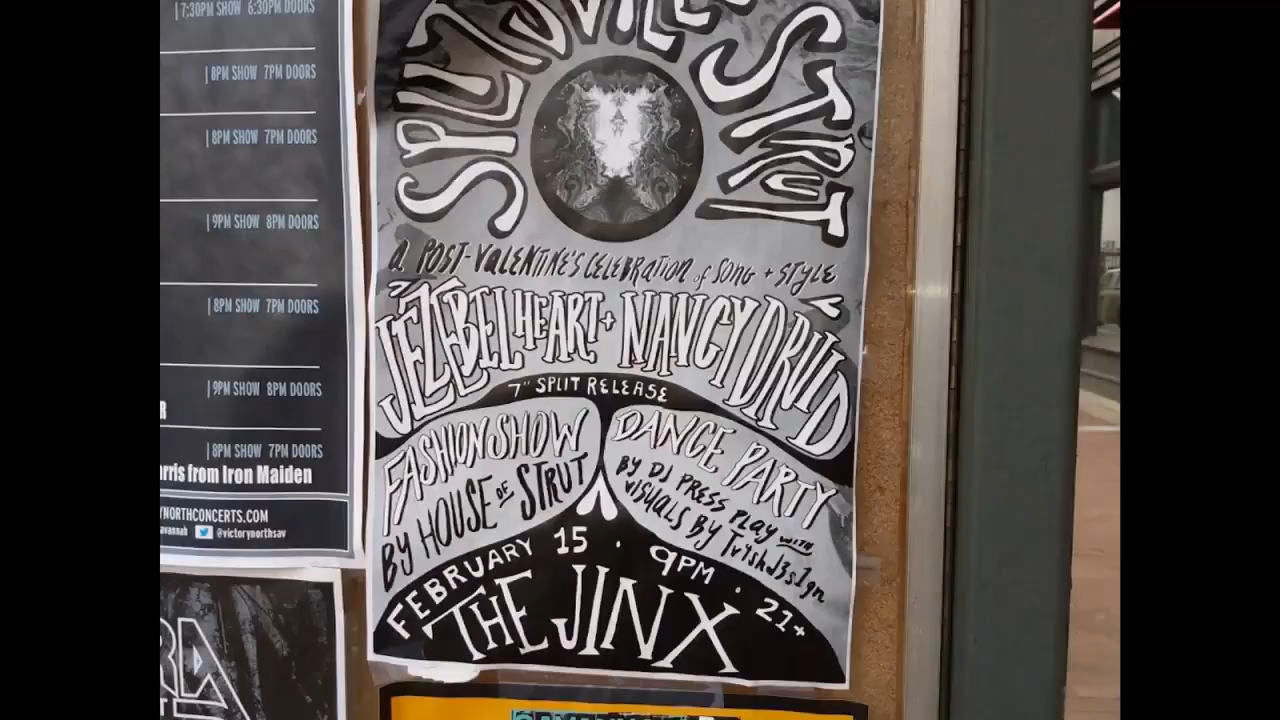 7:30PM SHOW 6:30PM DOORS
8PM SHOW 7PM DOORS
8PM SHOW 7PM DOORS
9PM SHOW 8PM DOORS
8PM SHOW 7PM DOORS
9PM SHOW 8PM DOORS
R
8PM SHOW 7PM DOORS
rris from Iron Maiden
YNORTHCONCERTS.COM
avannah @victorynorthsav
SPLITSVILLE STRUT
a POST-VALENTINE'S CELEBRATION of SONG + STYLE
JEZEBEL HEART + NANCY DRUID
7" SPLIT RELEASE
FASHION SHOW
BY HOUSE OF STRUT
DANCE PARTY
BY DJ PRESS PLAY WITH
VISUALS BY Tv1shd3s1gn
FEBRUARY 15 · 9PM · 21+
THE JINX